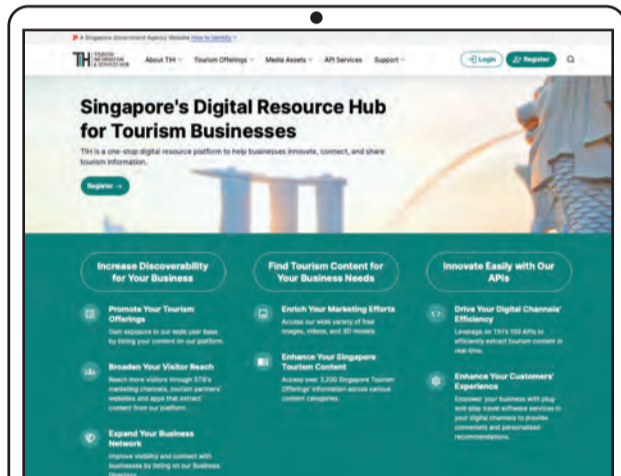 A Singapore Government Agency Website How to identify
TIH TOURISM INFORMATION & SERVICES HUB
About TIH Tourism Offerings Media Assets API Services Support
Login Register
Singapore's Digital Resource Hub
for Tourism Businesses
TIH is a one-stop digital resource platform to help businesses innovate, connect, and share
tourism information.
Register →
Increase Discoverability
for Your Business
Promote Your Tourism
Offerings
Gain exposure to our wide user base
by listing your content on our platform.
Broaden Your Visitor Reach
Reach more visitors through STB's
marketing channels, tourism partners'
websites and apps that extract
content from our platform.
Expand Your Business
Network
Improve visibility and connect with
businesses by listing on our Business
Directory.
Find Tourism Content for
Your Business Needs
Enrich Your Marketing Efforts
Access our wide variety of free
images, videos, and 3D models.
Enhance Your Singapore
Tourism Content
Access over 3,200 Singapore Tourism
Offerings' information across various
content categories.
Innovate Easily with Our
APIs
Drive Your Digital Channels'
Efficiency
Leverage on TIH's 100 APIs to
efficiently extract tourism content in
real-time.
Enhance Your Customers'
Experience
Empower your business with plug-
and-play travel software services in
your digital channels to provide
convenient and personalised
recommendations.